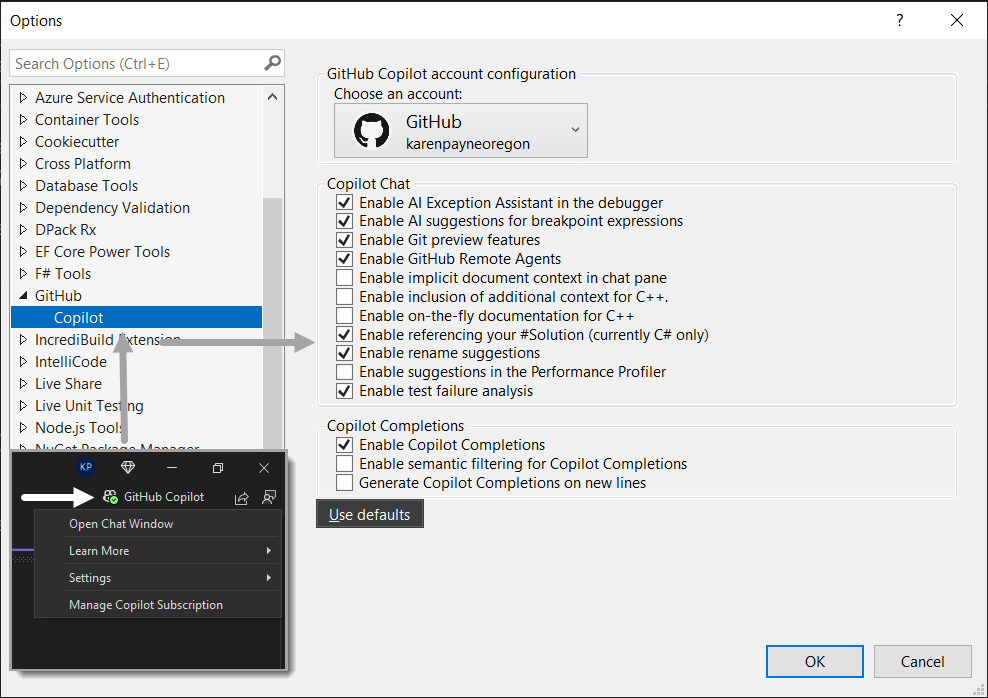 Options
?
Search Options (Ctrl+E)
Azure Service Authentication
Container Tools
Cookiecutter
Cross Platform
Database Tools
Dependency Validation
DPack Rx
EF Core Power Tools
F# Tools
GitHub
Copilot
IncrediBuild Extension
IntelliCode
Live Share
Live Unit Testing
Node.js Tools
NuGet Package Manager
KP
GitHub Copilot
Open Chat Window
Learn More
Settings
Manage Copilot Subscription
GitHub Copilot account configuration
Choose an account:
GitHub
karenpayneoregon
Copilot Chat
Enable AI Exception Assistant in the debugger
Enable AI suggestions for breakpoint expressions
Enable Git preview features
Enable GitHub Remote Agents
Enable implicit document context in chat pane
Enable inclusion of additional context for C++.
Enable on-the-fly documentation for C++
Enable referencing your #Solution (currently C# only)
Enable rename suggestions
Enable suggestions in the Performance Profiler
Enable test failure analysis
Copilot Completions
Enable Copilot Completions
Enable semantic filtering for Copilot Completions
Generate Copilot Completions on new lines
Use defaults
OK
Cancel